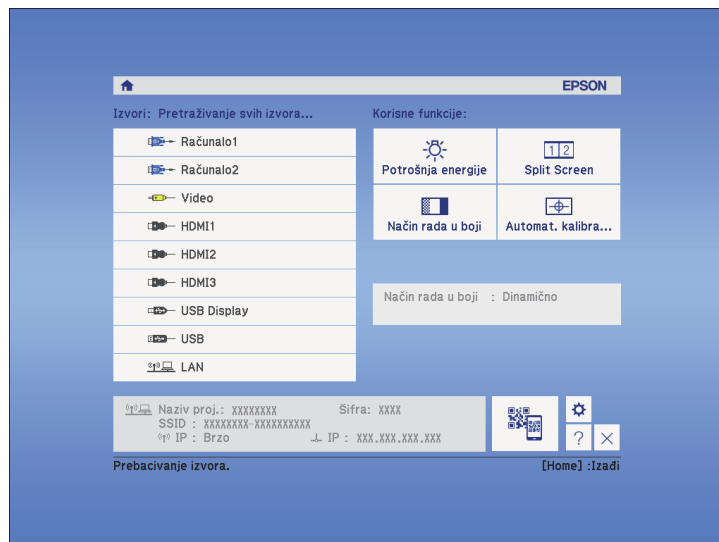 EPSON
Izvori: Pretraživanje svih izvora...
Računalo1
Računalo2
Video
HDMI1
HDMI2
HDMI3
USB Display
USB
LAN
Korisne funkcije:
Potrošnja energije
1 2
Split Screen
Način rada u boji
Automat. kalibra...
Način rada u boji : Dinamično
Naziv proj.: XXXXXXXX Sifra: XXXX
SSID : XXXXXXXX-XXXXXXXXXX
IP : Brzo IP : XXX.XXX.XXX.XXX
?
Prebacivanje izvora. [Home] :Izađi